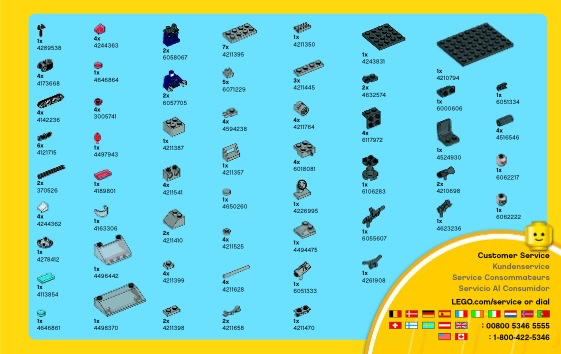 1x
4289538
4x
4173668
4x
4142236
6x
4121715
2x
370526
4x
4244362
1x
4278412
1x
4113854
1x
4646861
4x
4244363
1x
4646864
4x
3005741
1x
4497943
1x
4189801
1x
4163306
1x
4496442
1x
4498370
2x
6058067
2x
6057705
1x
4211387
4x
4211541
2x
4211410
4x
4211399
2x
4211398
7x
4211395
5x
6071229
4x
4594238
1x
4211357
1x
4650260
4x
4211525
1x
4211628
2x
4211658
1x
4211350
3x
4211445
4x
4211764
4x
6018081
1x
4226995
1x
4494475
1x
6051333
1x
4211470
1x
4243831
2x
4632574
4x
6117972
1x
6106283
1x
6055607
1x
4261908
1x
4210794
1x
6000606
1x
4524930
2x
4210698
1x
4623236
1x
6051334
4x
4516546
1x
6062217
1x
6062222
Customer Service
Kundenservice
Service Consommateurs
Servicio Al Consumidor
LEGO.com/service or dial
: 00800 5346 5555
: 1-800-422-5346